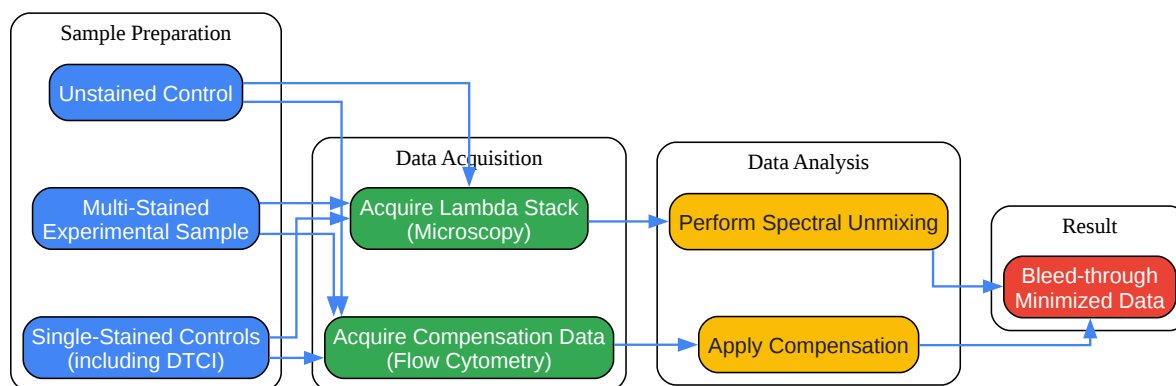 Sample Preparation
Unstained Control
Multi-Stained
Experimental Sample
Single-Stained Controls
(including DTCI)
Data Acquisition
Acquire Lambda Stack
(Microscopy)
Acquire Compensation Data
(Flow Cytometry)
Data Analysis
Perform Spectral Unmixing
Apply Compensation
Result
Bleed-through
Minimized Data